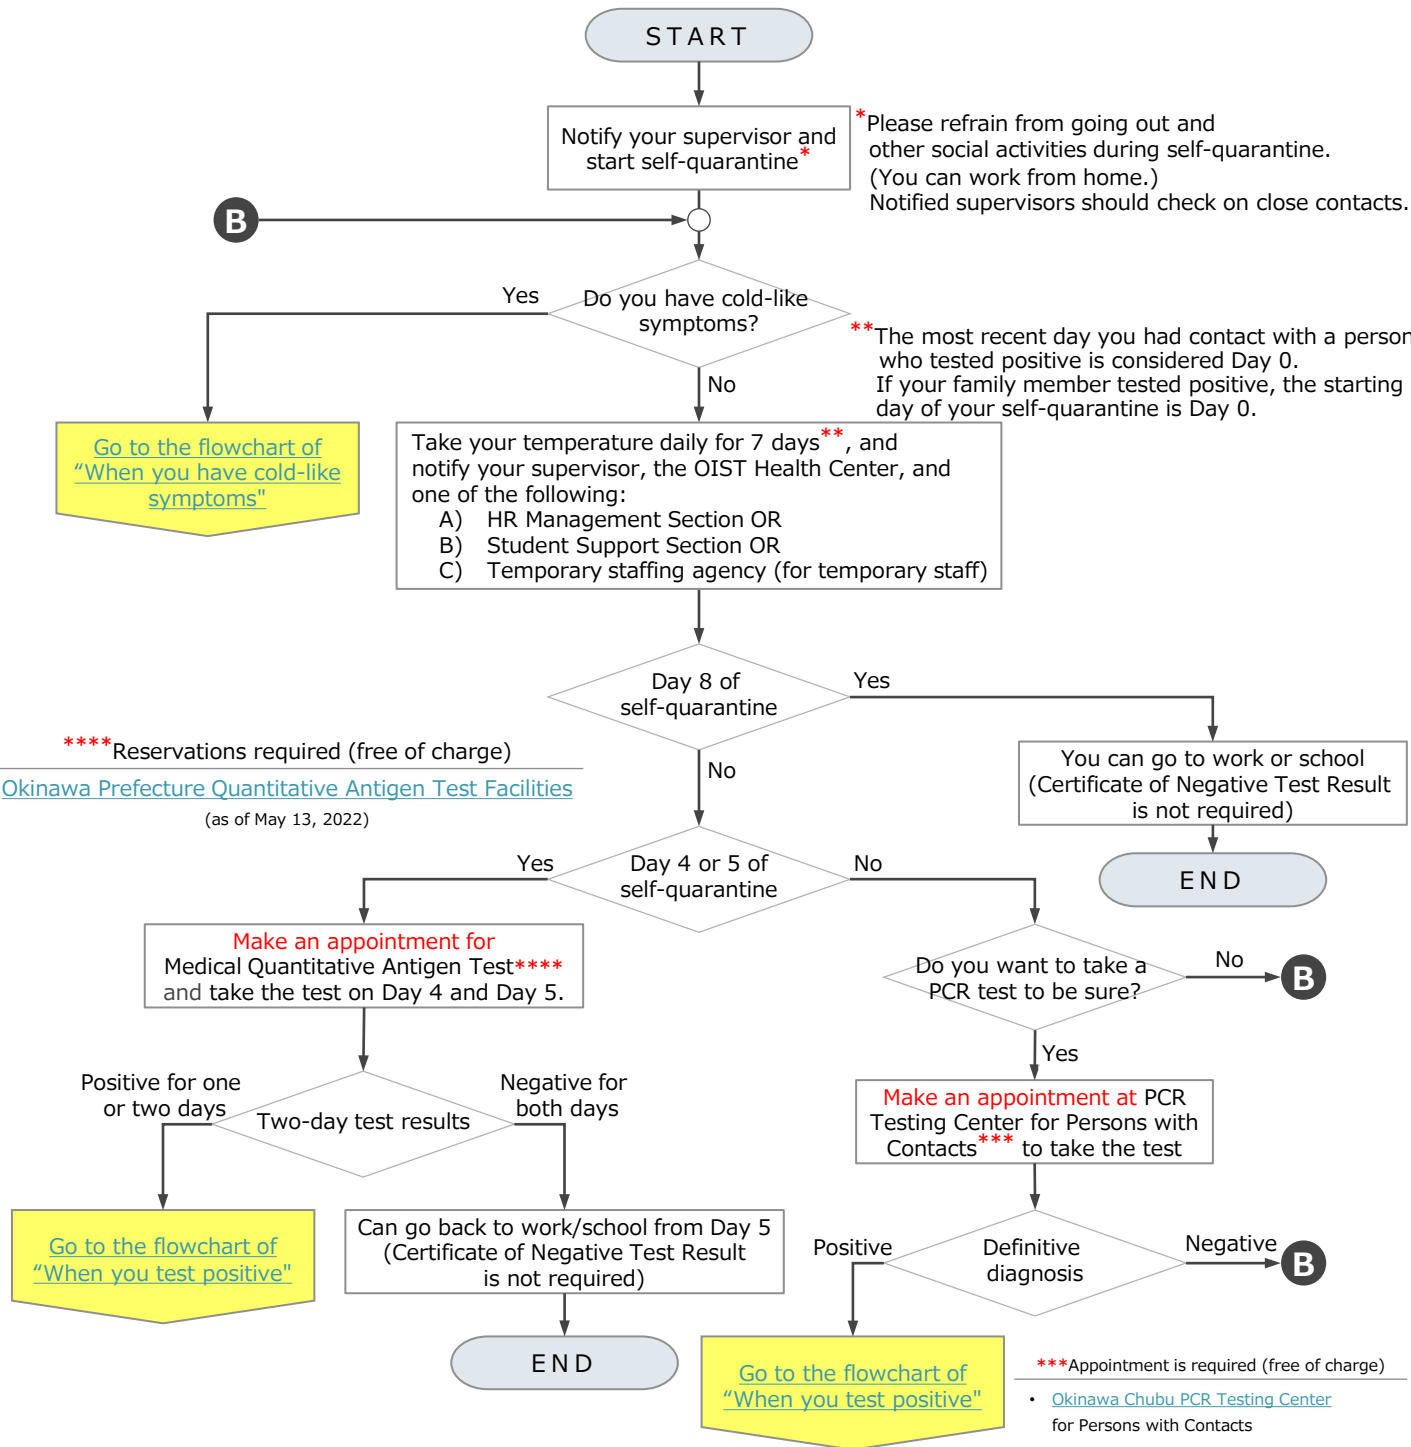 START
Notify your supervisor and
start self-quarantine*
*Please refrain from going out and
other social activities during self-quarantine.
(You can work from home.)
Notified supervisors should check on close contacts.
B
Yes
Do you have cold-like
symptoms?
**The most recent day you had contact with a person
who tested positive is considered Day 0.
If your family member tested positive, the starting
day of your self-quarantine is Day 0.
No
Go to the flowchart of
“When you have cold-like
symptoms"
Take your temperature daily for 7 days**, and
notify your supervisor, the OIST Health Center, and
one of the following:
A) HR Management Section OR
B) Student Support Section OR
C) Temporary staffing agency (for temporary staff)
Day 8 of
self-quarantine
Yes
****Reservations required (free of charge)
Okinawa Prefecture Quantitative Antigen Test Facilities
(as of May 13, 2022)
No
You can go to work or school
(Certificate of Negative Test Result
is not required)
END
Yes
Day 4 or 5 of
self-quarantine
No
Make an appointment for
Medical Quantitative Antigen Test****
and take the test on Day 4 and Day 5.
Do you want to take a
PCR test to be sure?
No
B
Yes
Positive for one
or two days
Two-day test results
Negative for
both days
Make an appointment at PCR
Testing Center for Persons with
Contacts*** to take the test
Go to the flowchart of
“When you test positive"
Can go back to work/school from Day 5
(Certificate of Negative Test Result
is not required)
END
Positive
Definitive
diagnosis
Negative
B
Go to the flowchart of
“When you test positive"
***Appointment is required (free of charge)
• Okinawa Chubu PCR Testing Center
for Persons with Contacts